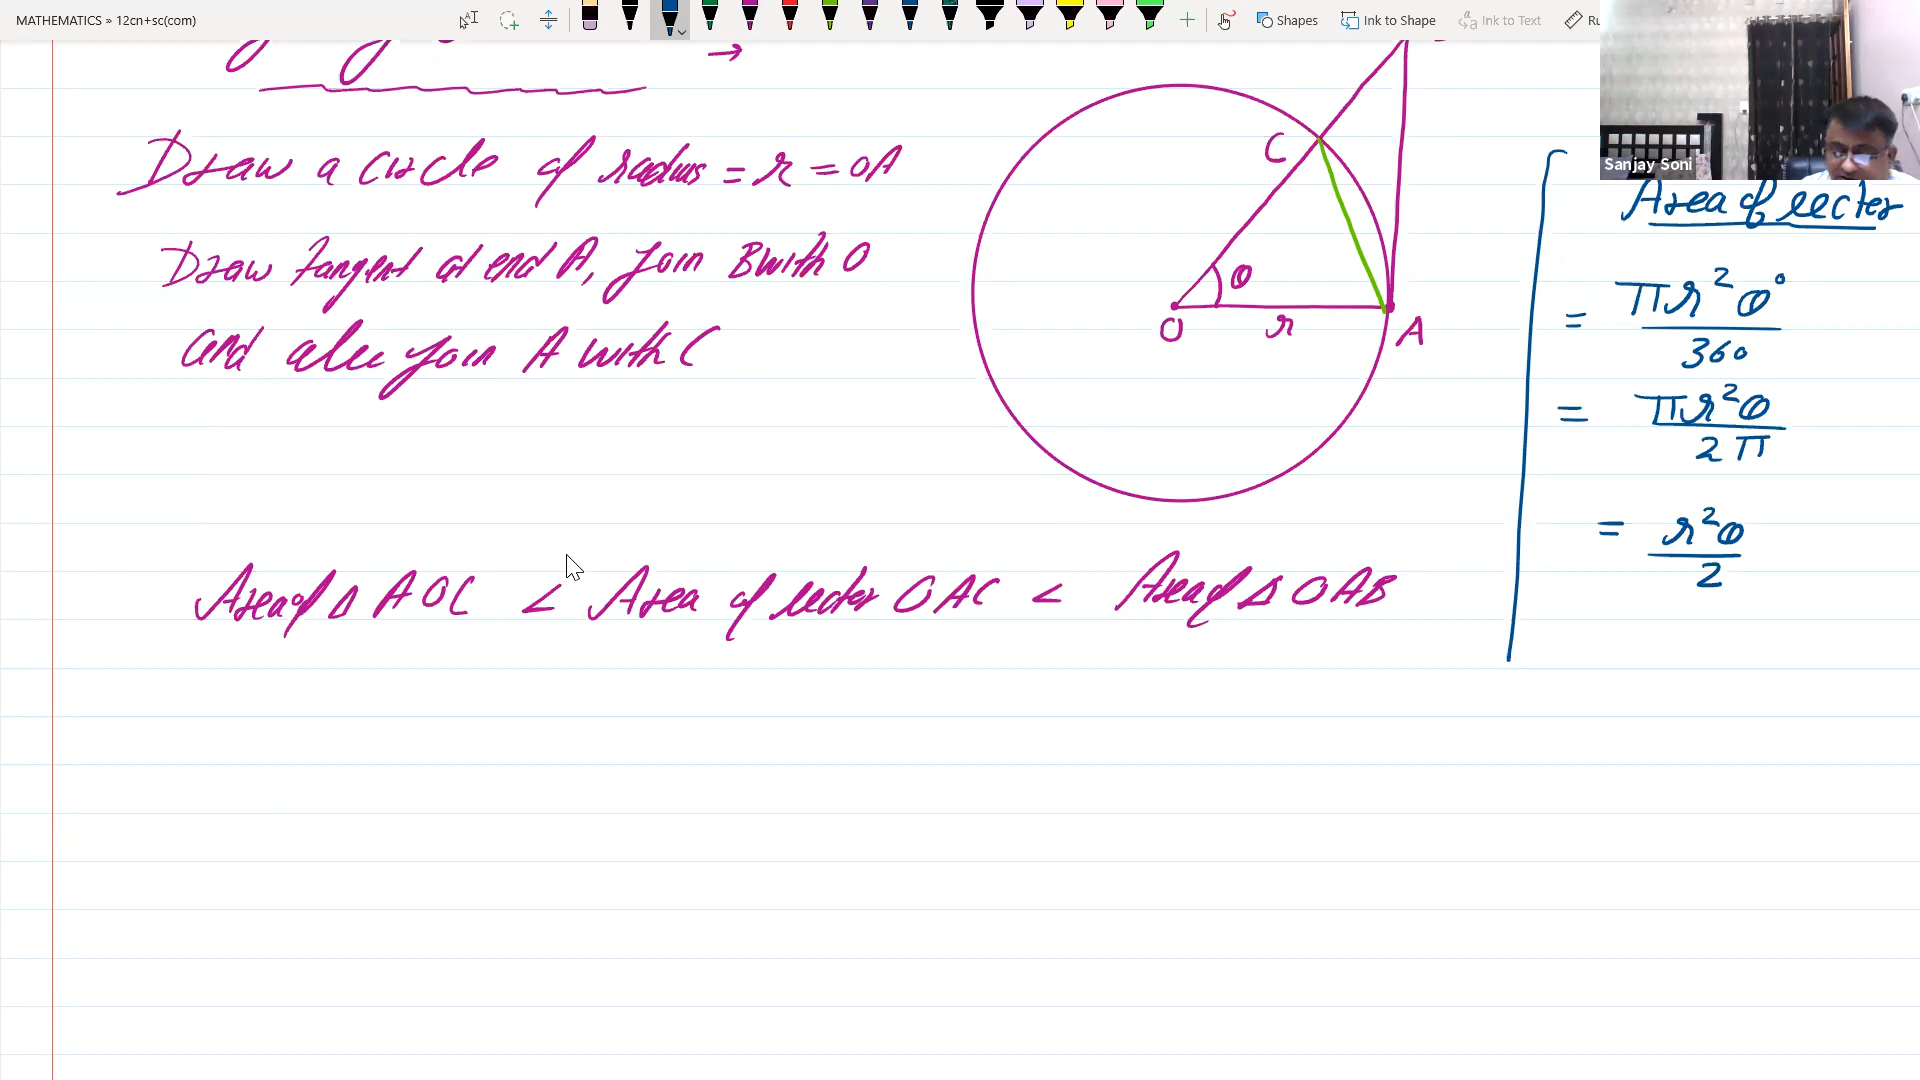 MATHEMATICS » 12cn+sc(com)
Shapes
Ink to Shape
Ink to Text
Ru
Sanjay Soni
→
Draw a circle of radius = r = OA
Draw tangent at end A, join B with O
and also join A with C
C
θ
O
r
A
Area of △ AOC < Area of sector OAC < Area of △ OAB
Area of sector
= πr²θ° / 360
= πr²θ / 2π
= r²θ / 2